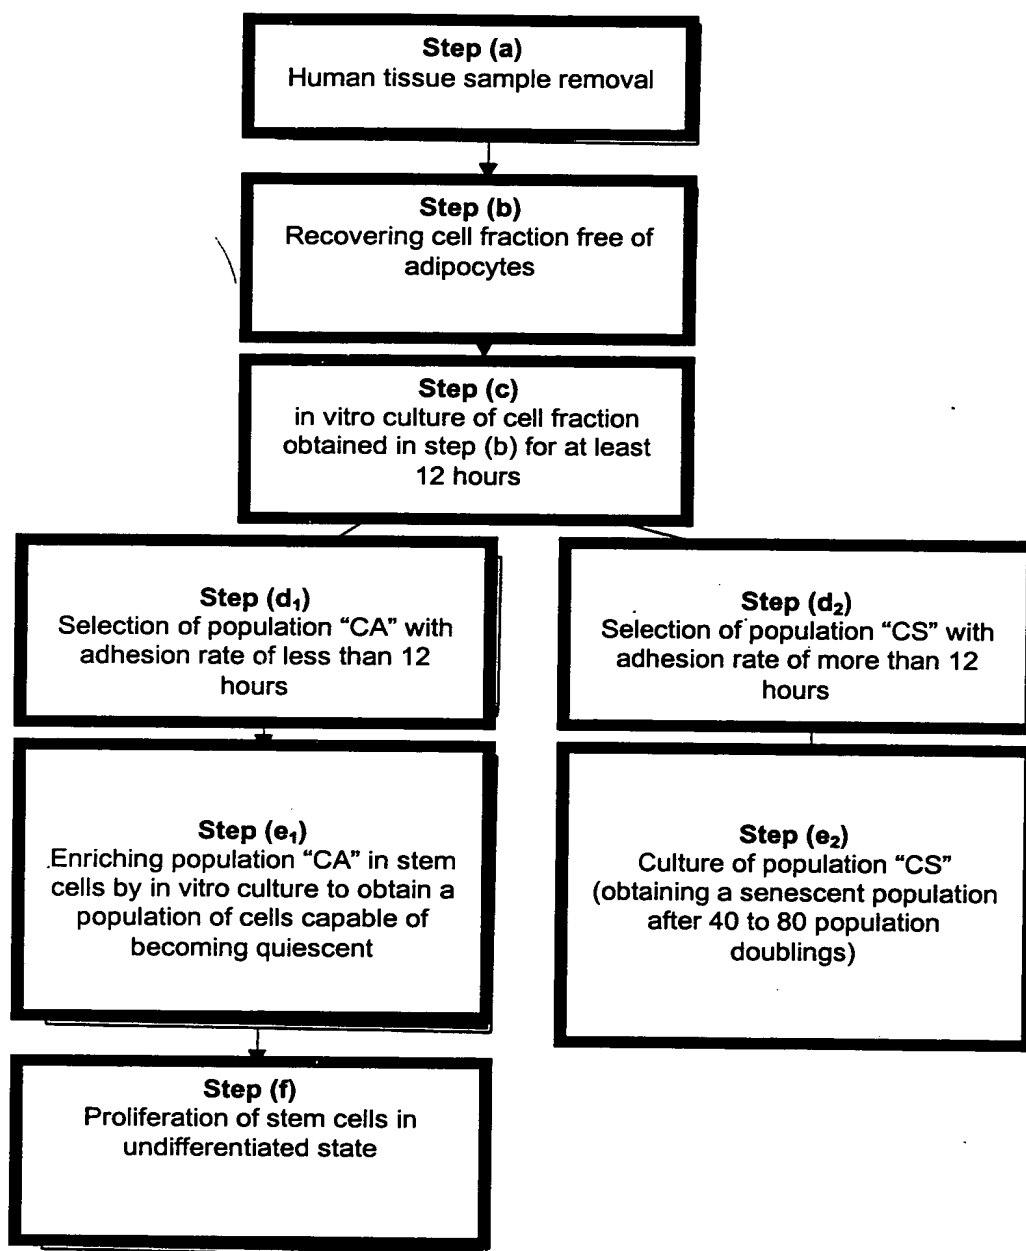 Step (a)
Human tissue sample removal
Step (b)
Recovering cell fraction free of
adipocytes
Step (c)
in vitro culture of cell fraction
obtained in step (b) for at least
12 hours
Step (d₁)
Selection of population “CA” with
adhesion rate of less than 12
hours
Step (d₂)
Selection of population “CS” with
adhesion rate of more than 12
hours
Step (e₁)
Enriching population “CA” in stem
cells by in vitro culture to obtain a
population of cells capable of
becoming quiescent
Step (e₂)
Culture of population “CS”
(obtaining a senescent population
after 40 to 80 population
doublings)
Step (f)
Proliferation of stem cells in
undifferentiated state